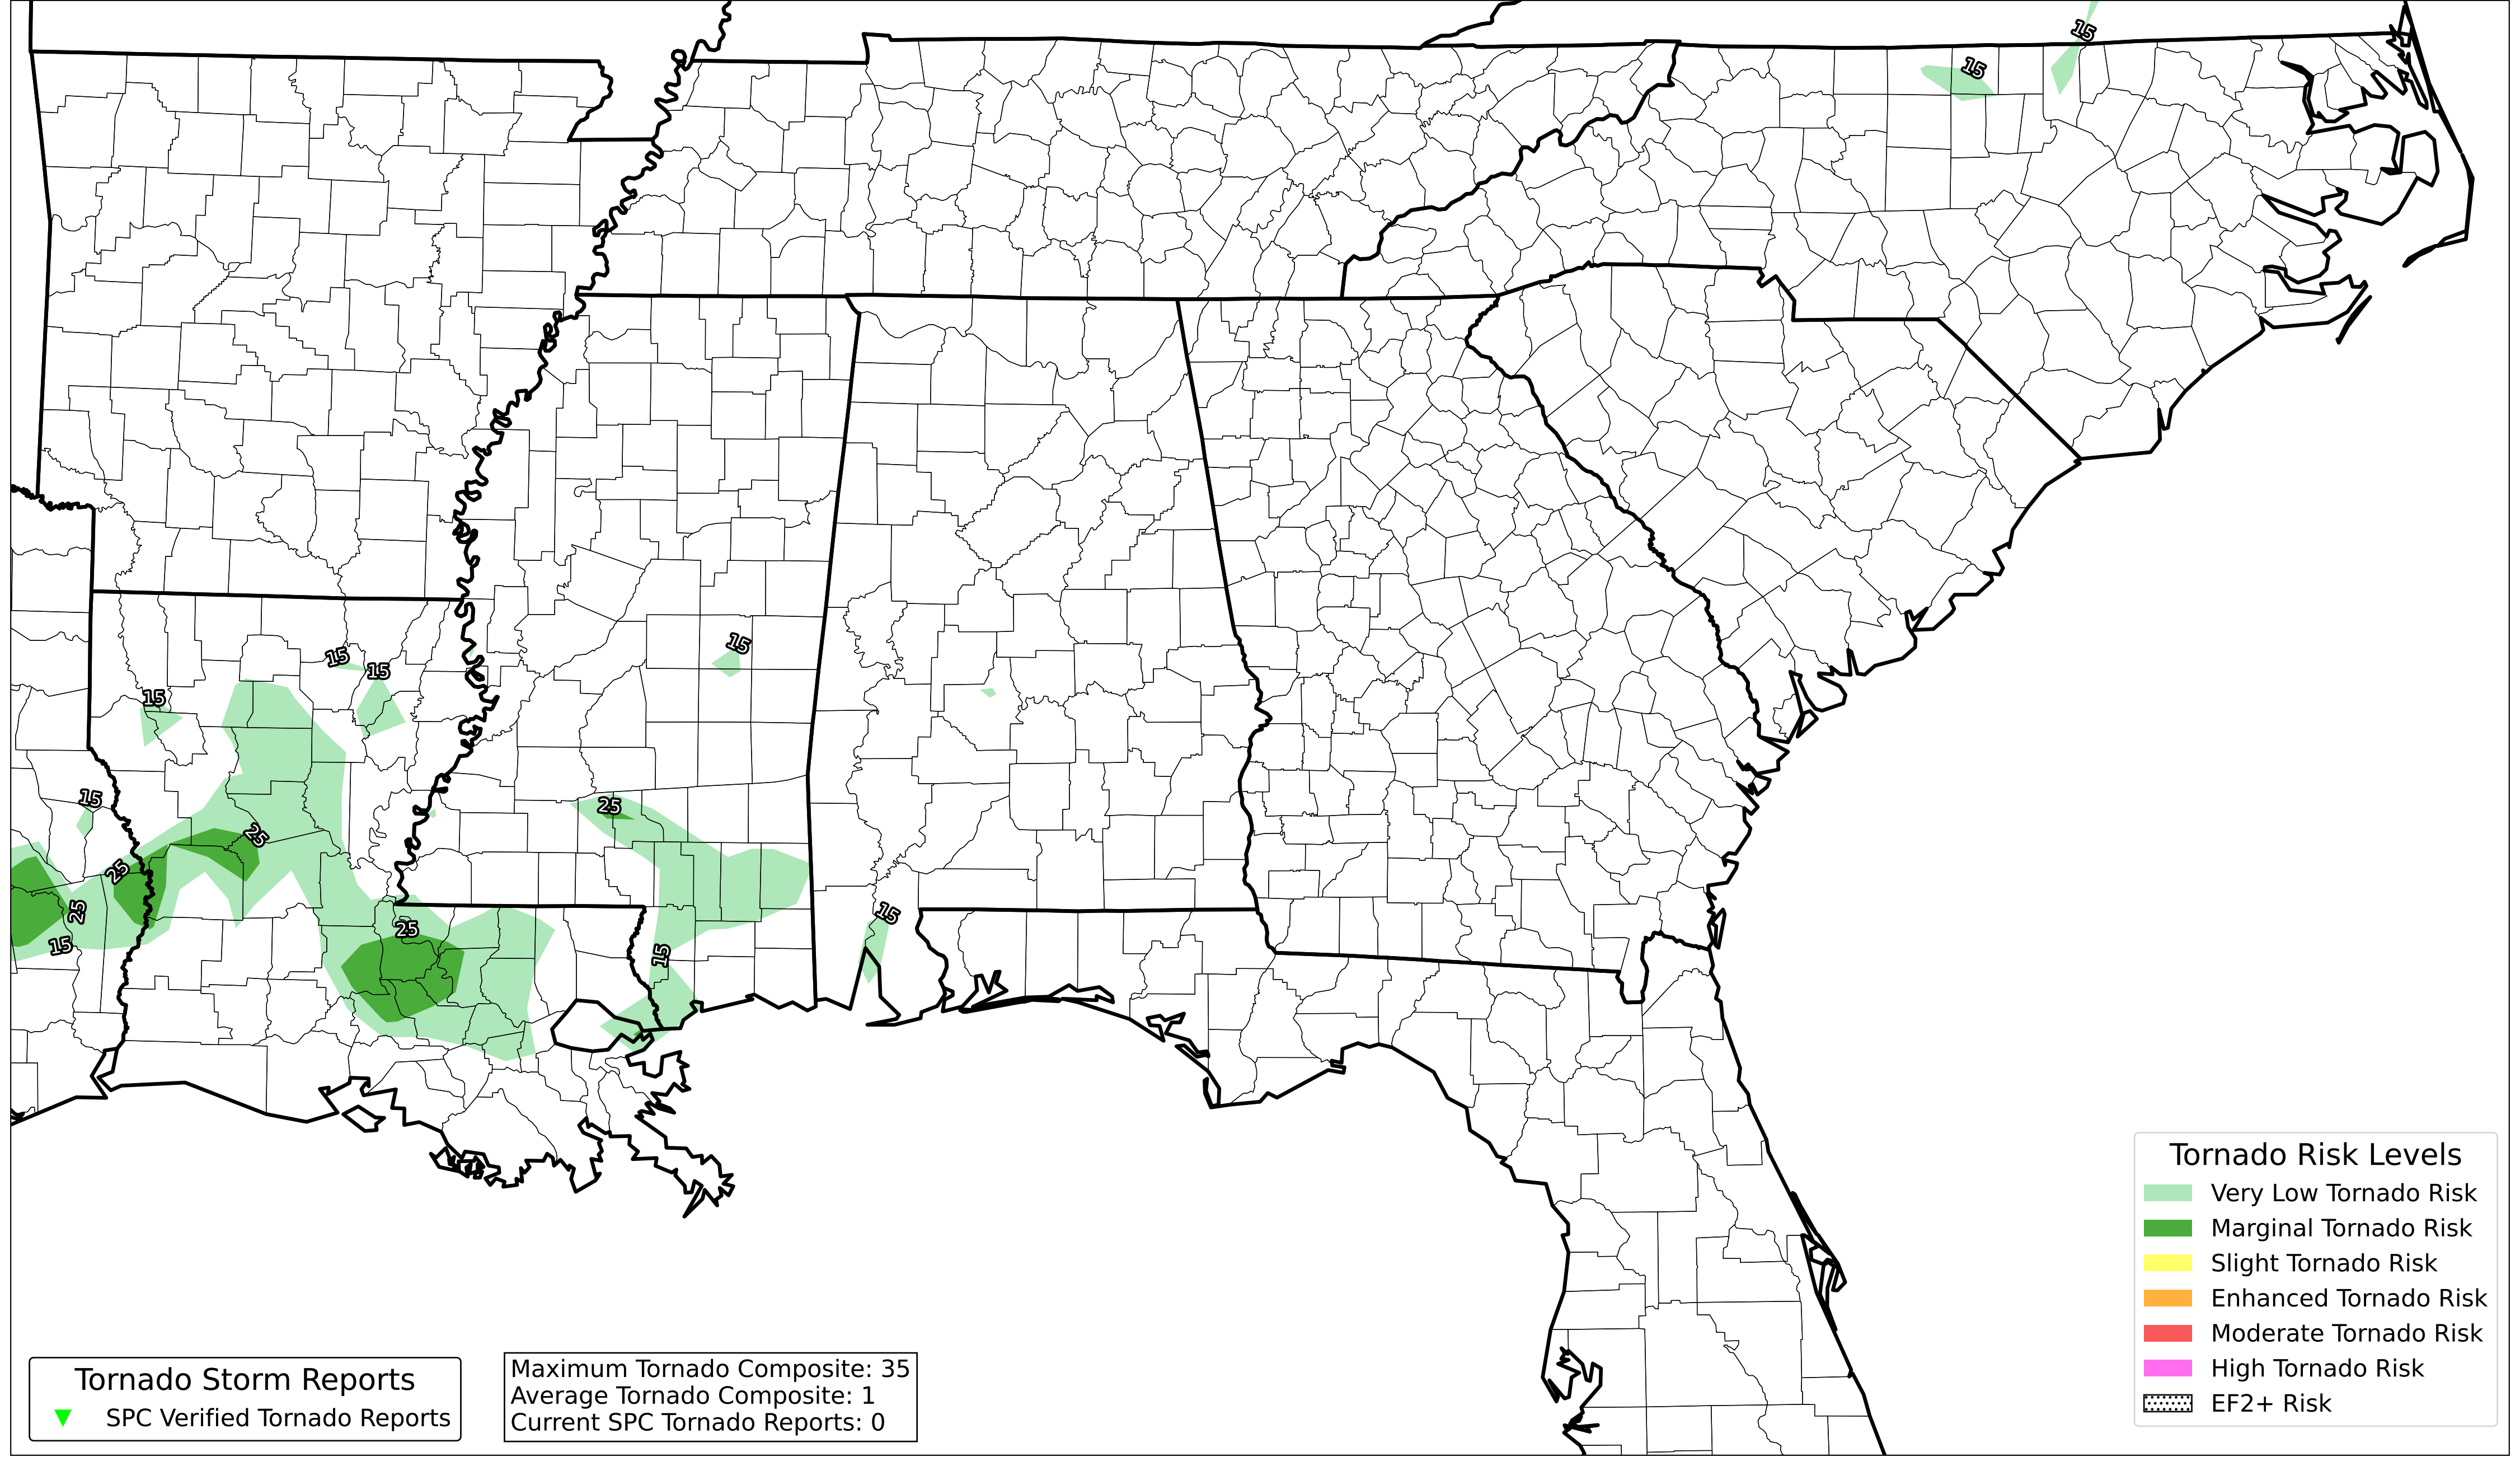 15
15
15
15
15
15
15
25
25
25
25
15
25
15
15
Tornado Risk Levels
Very Low Tornado Risk
Marginal Tornado Risk
Slight Tornado Risk
Enhanced Tornado Risk
Moderate Tornado Risk
High Tornado Risk
EF2+ Risk
Tornado Storm Reports
SPC Verified Tornado Reports
Maximum Tornado Composite: 35
Average Tornado Composite: 1
Current SPC Tornado Reports: 0